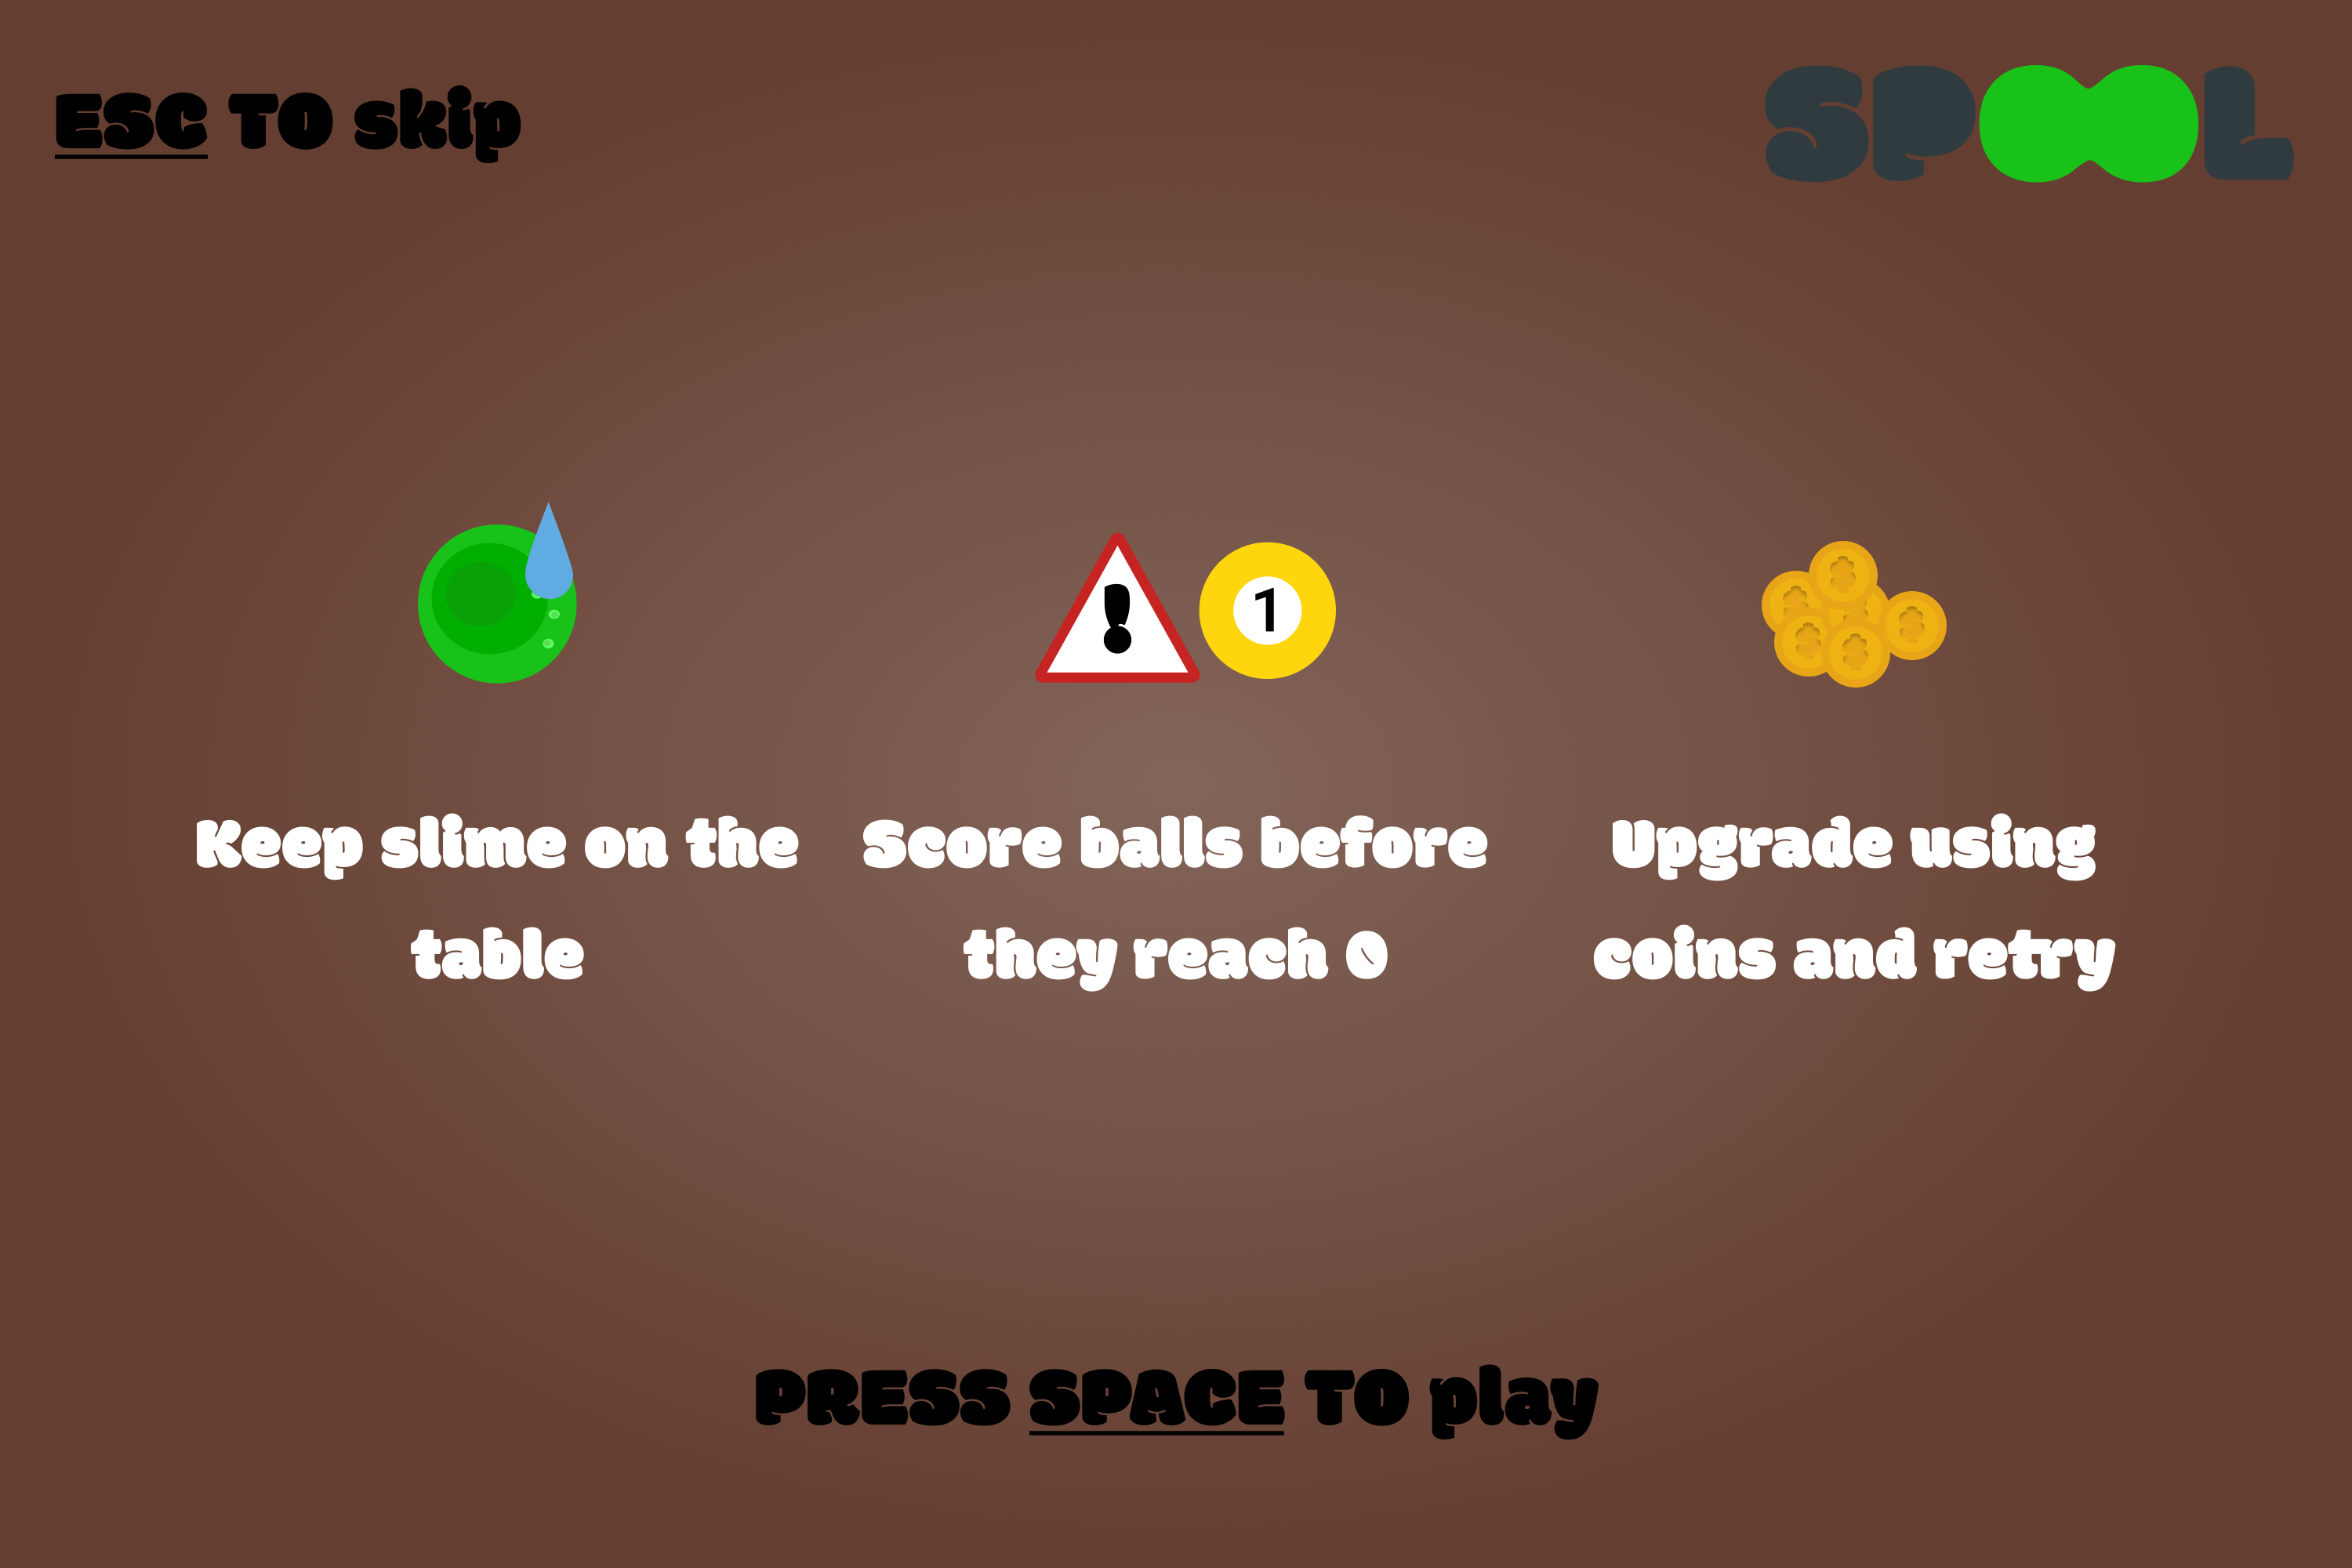 ESC TO skip
SPOOL
1
Keep slime on the
table
Score balls before
they reach 0
Upgrade using
coins and retry
PRESS SPACE TO play